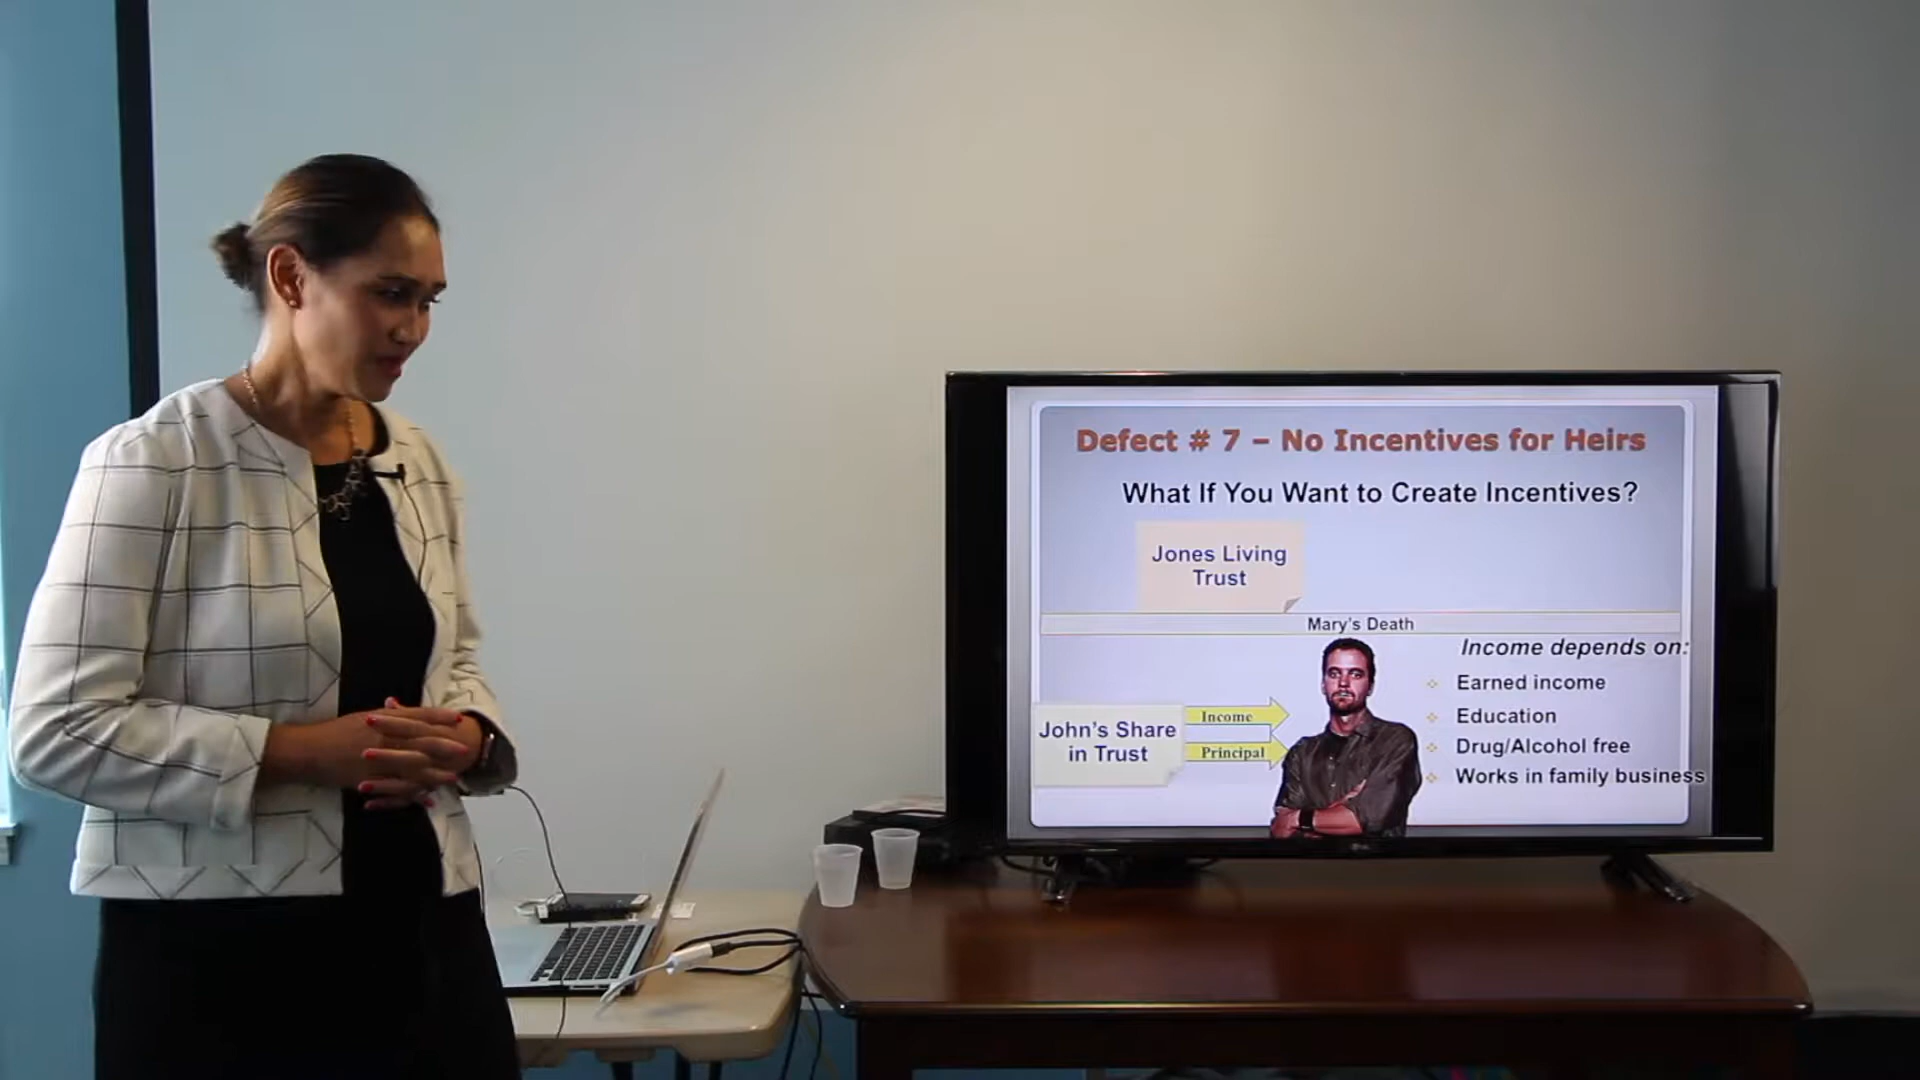 Defect # 7 – No Incentives for Heirs
What If You Want to Create Incentives?
Jones Living
Trust
Mary's Death
Income depends on:
Earned income
Education
Drug/Alcohol free
Works in family business
John's Share
in Trust
Income
Principal